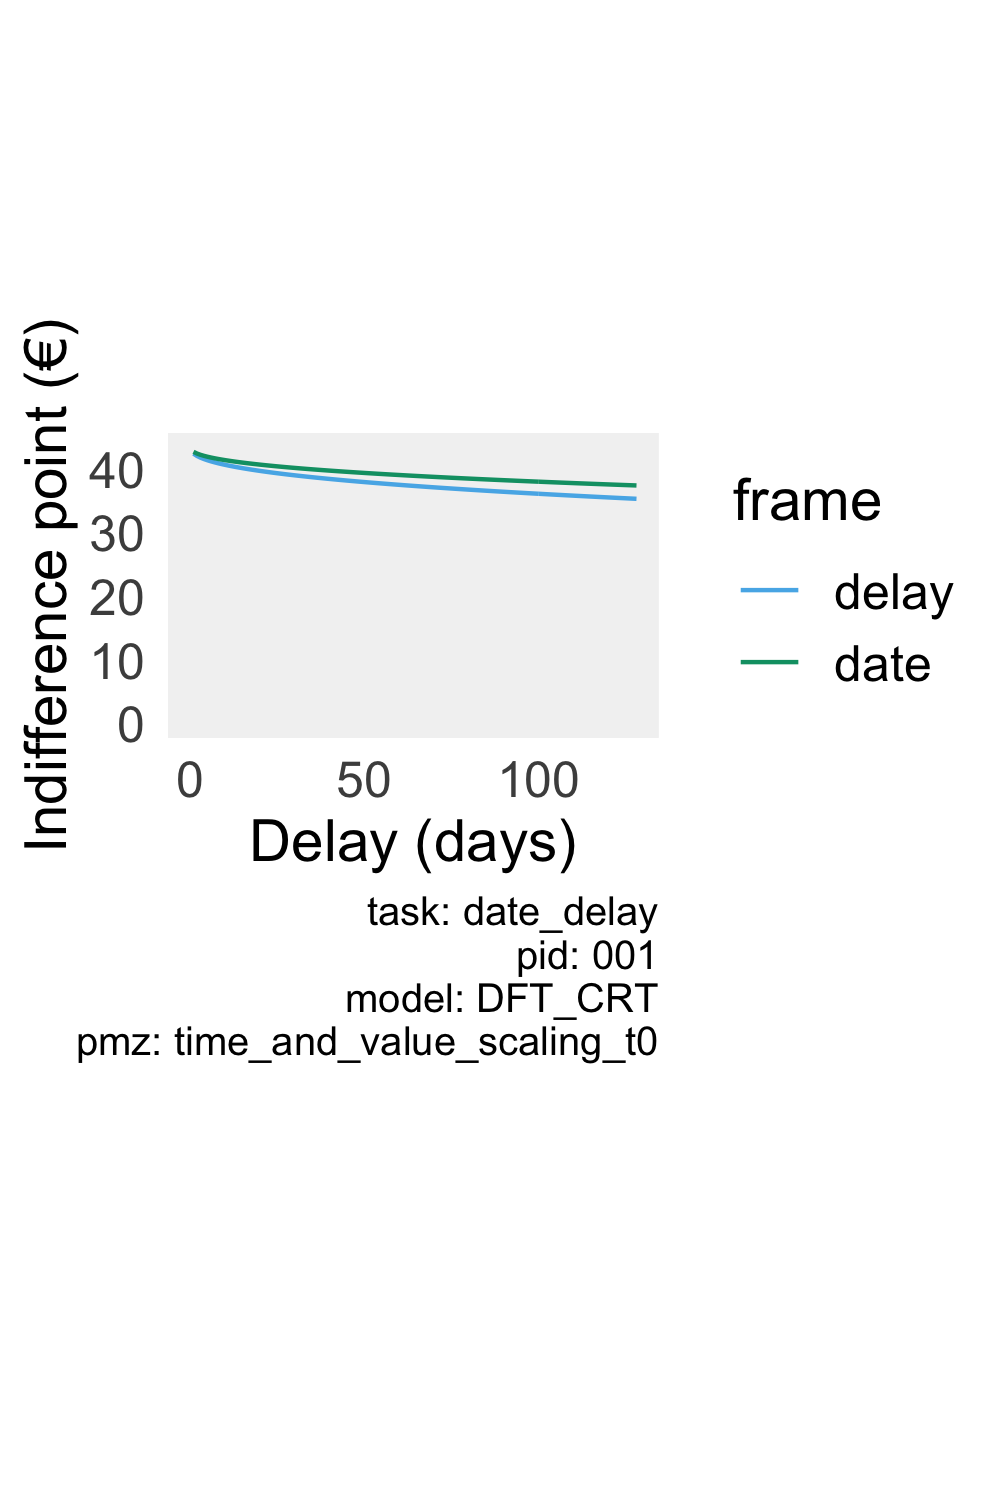 Indifference point (€)
40
30
20
10
0
0 50 100
Delay (days)
frame
delay
date
task: date_delay
pid: 001
model: DFT_CRT
pmz: time_and_value_scaling_t0